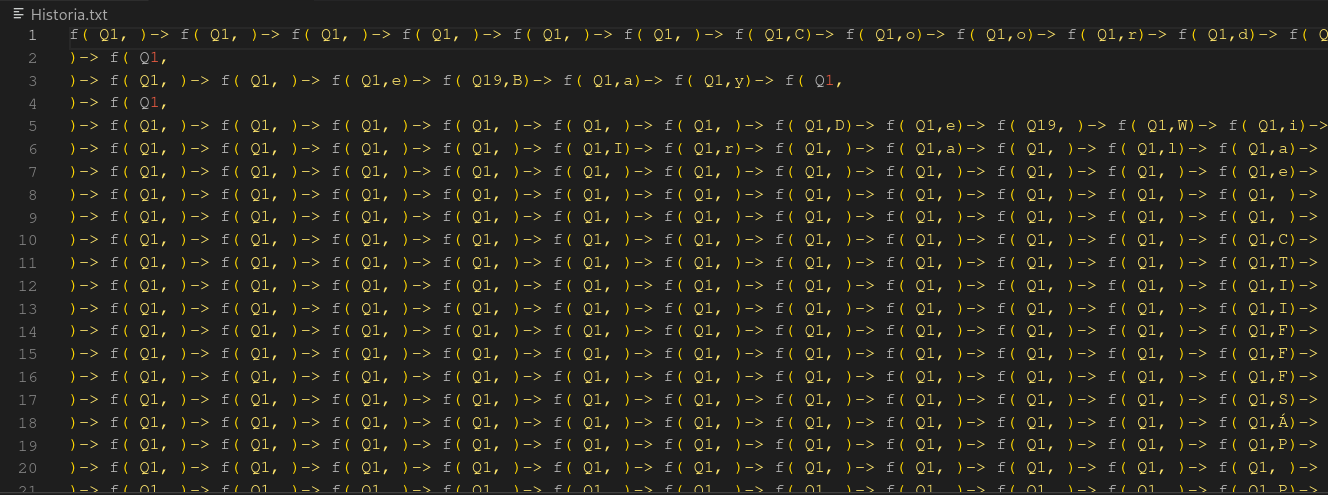 Historia.txt
1 f( Q1, )-> f( Q1, )-> f( Q1, )-> f( Q1, )-> f( Q1, )-> f( Q1, )-> f( Q1,C)-> f( Q1,o)-> f( Q1,o)-> f( Q1,r)-> f( Q1,d)-> f( Q
2 )-> f( Q1,
3 )-> f( Q1, )-> f( Q1, )-> f( Q1,e)-> f( Q19,B)-> f( Q1,a)-> f( Q1,y)-> f( Q1,
4 )-> f( Q1,
5 )-> f( Q1, )-> f( Q1, )-> f( Q1, )-> f( Q1, )-> f( Q1, )-> f( Q1, )-> f( Q1,D)-> f( Q1,e)-> f( Q19, )-> f( Q1,W)-> f( Q1,i)->
6 )-> f( Q1, )-> f( Q1, )-> f( Q1, )-> f( Q1, )-> f( Q1,I)-> f( Q1,r)-> f( Q1, )-> f( Q1,a)-> f( Q1, )-> f( Q1,l)-> f( Q1,a)->
7 )-> f( Q1, )-> f( Q1, )-> f( Q1, )-> f( Q1, )-> f( Q1, )-> f( Q1, )-> f( Q1, )-> f( Q1, )-> f( Q1, )-> f( Q1, )-> f( Q1,e)->
8 )-> f( Q1, )-> f( Q1, )-> f( Q1, )-> f( Q1, )-> f( Q1, )-> f( Q1, )-> f( Q1, )-> f( Q1, )-> f( Q1, )-> f( Q1, )-> f( Q1, )->
9 )-> f( Q1, )-> f( Q1, )-> f( Q1, )-> f( Q1, )-> f( Q1, )-> f( Q1, )-> f( Q1, )-> f( Q1, )-> f( Q1, )-> f( Q1, )-> f( Q1, )->
10 )-> f( Q1, )-> f( Q1, )-> f( Q1, )-> f( Q1, )-> f( Q1, )-> f( Q1, )-> f( Q1, )-> f( Q1, )-> f( Q1, )-> f( Q1, )-> f( Q1,C)->
11 )-> f( Q1, )-> f( Q1, )-> f( Q1, )-> f( Q1, )-> f( Q1, )-> f( Q1, )-> f( Q1, )-> f( Q1, )-> f( Q1, )-> f( Q1, )-> f( Q1,T)->
12 )-> f( Q1, )-> f( Q1, )-> f( Q1, )-> f( Q1, )-> f( Q1, )-> f( Q1, )-> f( Q1, )-> f( Q1, )-> f( Q1, )-> f( Q1, )-> f( Q1,I)->
13 )-> f( Q1, )-> f( Q1, )-> f( Q1, )-> f( Q1, )-> f( Q1, )-> f( Q1, )-> f( Q1, )-> f( Q1, )-> f( Q1, )-> f( Q1, )-> f( Q1,I)->
14 )-> f( Q1, )-> f( Q1, )-> f( Q1, )-> f( Q1, )-> f( Q1, )-> f( Q1, )-> f( Q1, )-> f( Q1, )-> f( Q1, )-> f( Q1, )-> f( Q1,F)->
15 )-> f( Q1, )-> f( Q1, )-> f( Q1, )-> f( Q1, )-> f( Q1, )-> f( Q1, )-> f( Q1, )-> f( Q1, )-> f( Q1, )-> f( Q1, )-> f( Q1,F)->
16 )-> f( Q1, )-> f( Q1, )-> f( Q1, )-> f( Q1, )-> f( Q1, )-> f( Q1, )-> f( Q1, )-> f( Q1, )-> f( Q1, )-> f( Q1, )-> f( Q1,F)->
17 )-> f( Q1, )-> f( Q1, )-> f( Q1, )-> f( Q1, )-> f( Q1, )-> f( Q1, )-> f( Q1, )-> f( Q1, )-> f( Q1, )-> f( Q1, )-> f( Q1,S)->
18 )-> f( Q1, )-> f( Q1, )-> f( Q1, )-> f( Q1, )-> f( Q1, )-> f( Q1, )-> f( Q1, )-> f( Q1, )-> f( Q1, )-> f( Q1, )-> f( Q1,Á)->
19 )-> f( Q1, )-> f( Q1, )-> f( Q1, )-> f( Q1, )-> f( Q1, )-> f( Q1, )-> f( Q1, )-> f( Q1, )-> f( Q1, )-> f( Q1, )-> f( Q1,P)->
20 )-> f( Q1, )-> f( Q1, )-> f( Q1, )-> f( Q1, )-> f( Q1, )-> f( Q1, )-> f( Q1, )-> f( Q1, )-> f( Q1, )-> f( Q1, )-> f( Q1, )->